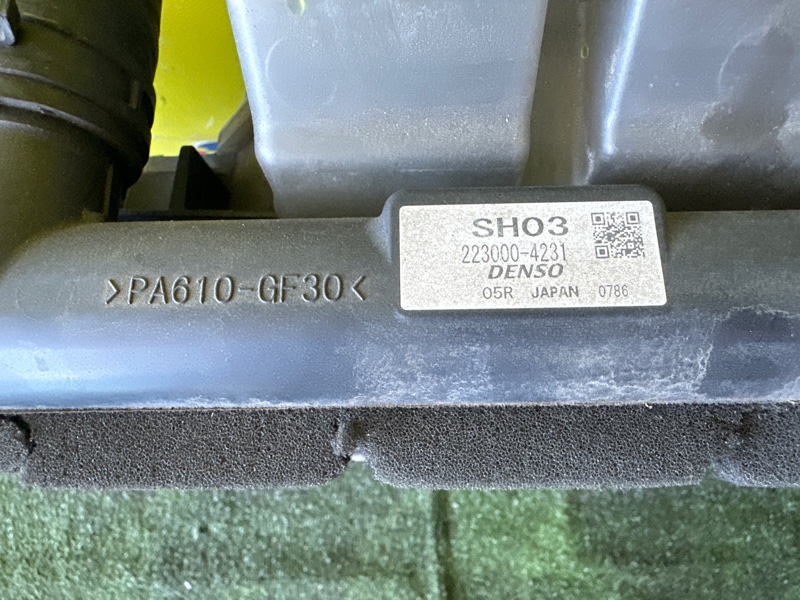 SH03
223000-4231
DENSO
05R JAPAN 0786
>PA610-GF30<